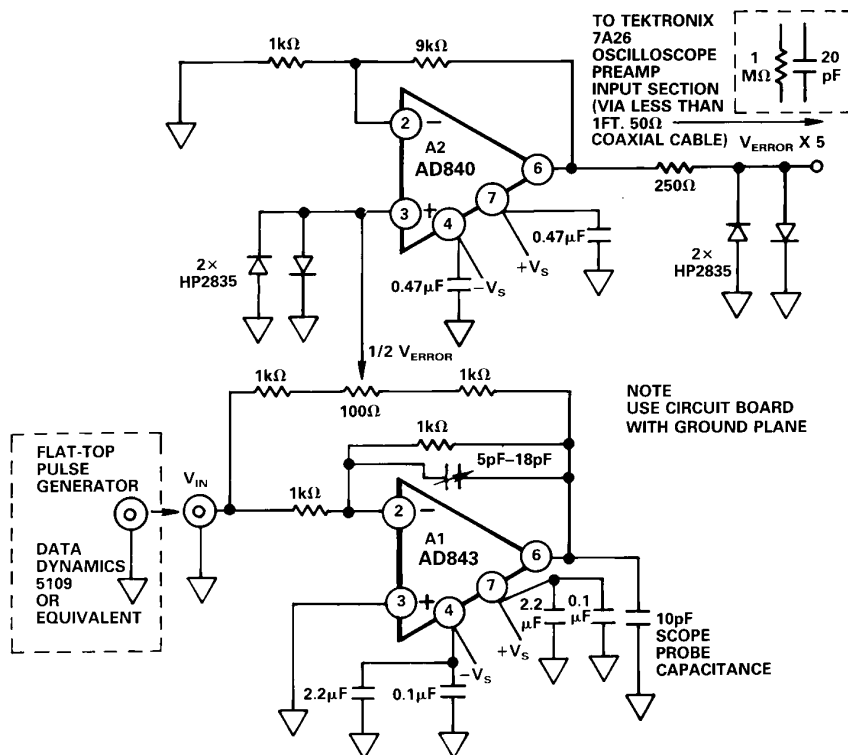 1kΩ
9kΩ
TO TEKTRONIX
7A26
OSCILLOSCOPE
PREAMP
INPUT SECTION
(VIA LESS THAN
1FT. 50Ω
COAXIAL CABLE)
1
MΩ
20
pF
VERROR X 5
2
−
A2
AD840
6
3
+
7
4
250Ω
2×
HP2835
0.47µF
−VS
+VS
0.47µF
2×
HP2835
1/2 VERROR
1kΩ
100Ω
1kΩ
NOTE
USE CIRCUIT BOARD
WITH GROUND PLANE
FLAT-TOP
PULSE
GENERATOR
DATA
DYNAMICS
5109
OR
EQUIVALENT
VIN
1kΩ
5pF–18pF
1kΩ
2
−
A1
AD843
6
3
+
7
4
2.2
µF
0.1
µF
+VS
−VS
10pF
SCOPE
PROBE
CAPACITANCE
2.2µF
0.1µF